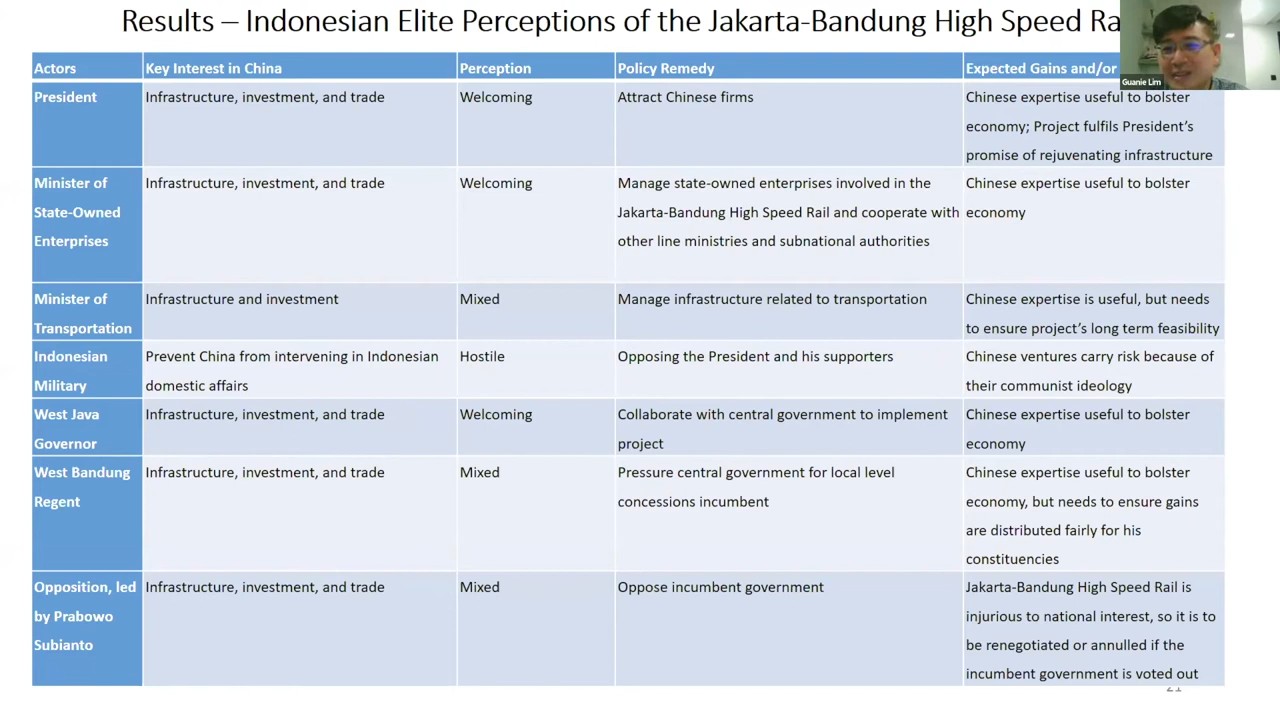 Results – Indonesian Elite Perceptions of the Jakarta-Bandung High Speed
Guanie Lim
Actors
Key Interest in China
Perception
Policy Remedy
Expected Gains and/or
President
Infrastructure, investment, and trade
Welcoming
Attract Chinese firms
Chinese expertise useful to bolster
economy; Project fulfils President’s
promise of rejuvenating infrastructure
Minister of
State-Owned
Enterprises
Infrastructure, investment, and trade
Welcoming
Manage state-owned enterprises involved in the
Jakarta-Bandung High Speed Rail and cooperate with
other line ministries and subnational authorities
Chinese expertise useful to bolster
economy
Minister of
Transportation
Infrastructure and investment
Mixed
Manage infrastructure related to transportation
Chinese expertise is useful, but needs
to ensure project’s long term feasibility
Indonesian
Military
Prevent China from intervening in Indonesian
domestic affairs
Hostile
Opposing the President and his supporters
Chinese ventures carry risk because of
their communist ideology
West Java
Governor
Infrastructure, investment, and trade
Welcoming
Collaborate with central government to implement
project
Chinese expertise useful to bolster
economy
West Bandung
Regent
Infrastructure, investment, and trade
Mixed
Pressure central government for local level
concessions incumbent
Chinese expertise useful to bolster
economy, but needs to ensure gains
are distributed fairly for his
constituencies
Opposition, led
by Prabowo
Subianto
Infrastructure, investment, and trade
Mixed
Oppose incumbent government
Jakarta-Bandung High Speed Rail is
injurious to national interest, so it is to
be renegotiated or annulled if the
incumbent government is voted out
21